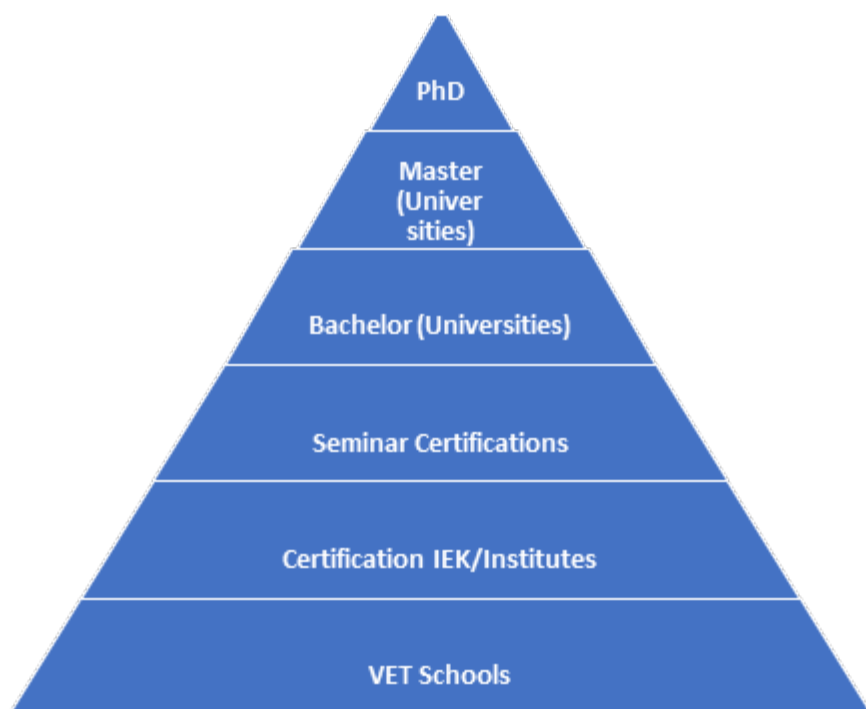 PhD
Master
(Univer
sities)
Bachelor (Universities)
Seminar Certifications
Certification IEK/Institutes
VET Schools